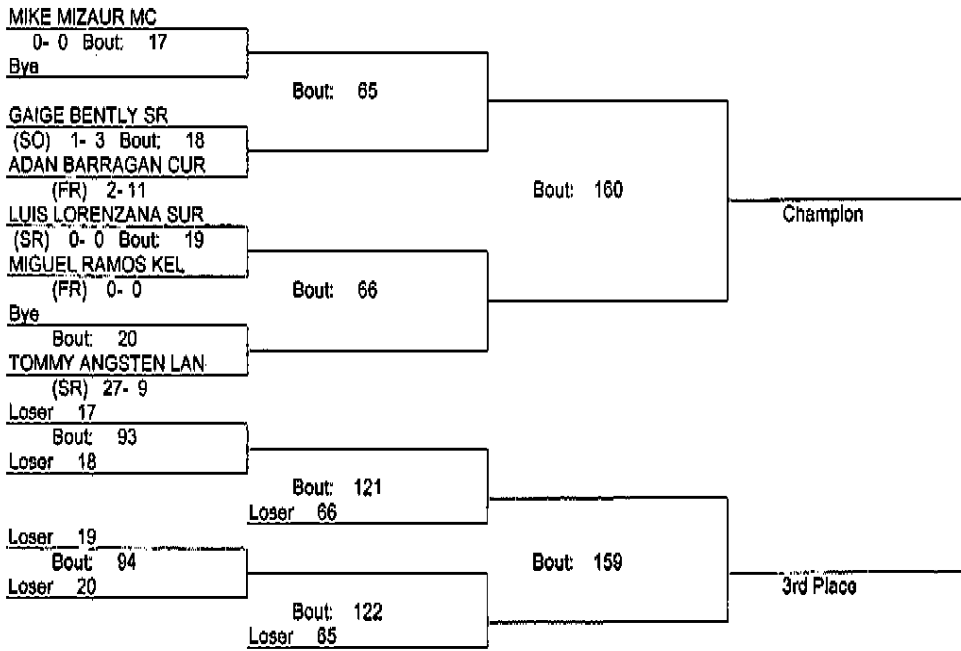 MIKE MIZAUR MC
0- 0 Bout: 17
Bye
Bout: 65
GAIGE BENTLY SR
(SO) 1- 3 Bout: 18
ADAN BARRAGAN CUR
(FR) 2-11
Bout: 160
Champion
LUIS LORENZANA SUR
(SR) 0- 0 Bout: 19
MIGUEL RAMOS KEL
(FR) 0- 0
Bout: 66
Bye
Bout: 20
TOMMY ANGSTEN LAN
(SR) 27- 9
Loser 17
Bout: 93
Loser 18
Bout: 121
Loser 66
Loser 19
Bout: 94
Loser 20
Bout: 159
3rd Place
Bout: 122
Loser 65